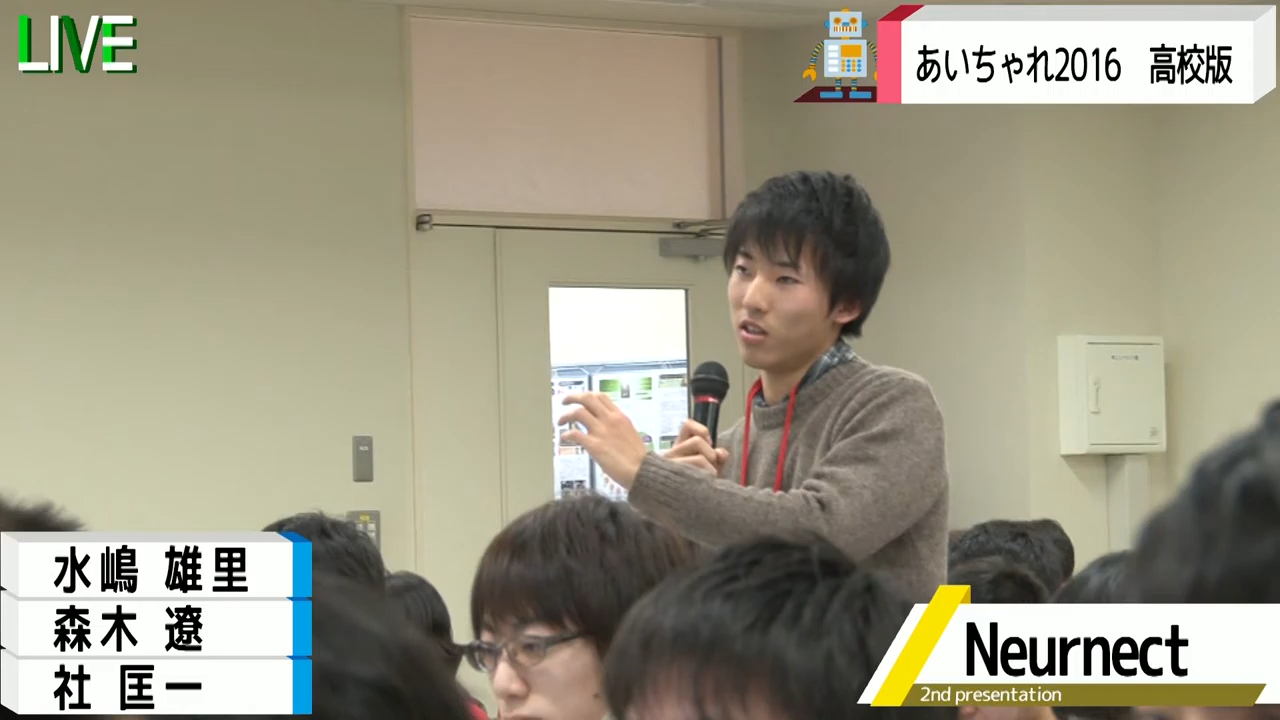 LIVE
あいちゃれ2016 高校版
水嶋 雄里
森木 遼
社 匡一
Neurnect
2nd presentation